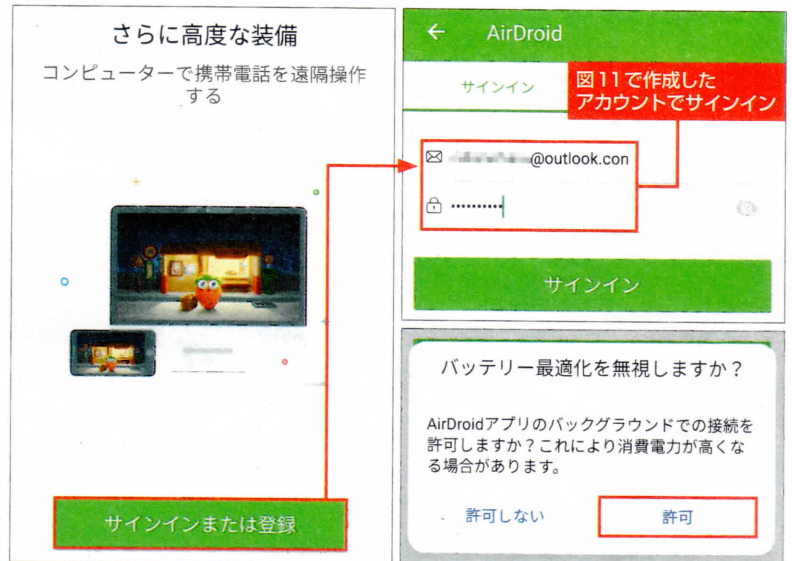 さらに高度な装備
コンピューターで携帯電話を遠隔操作
する
サインインまたは登録
AirDroid
サインイン
図11で作成した
アカウントでサインイン
@outlook.con
••••••••••
サインイン
バッテリー最適化を無視しますか?
AirDroidアプリのバックグラウンドでの接続を
許可しますか?これにより消費電力が高くな
る場合があります。
許可しない
許可